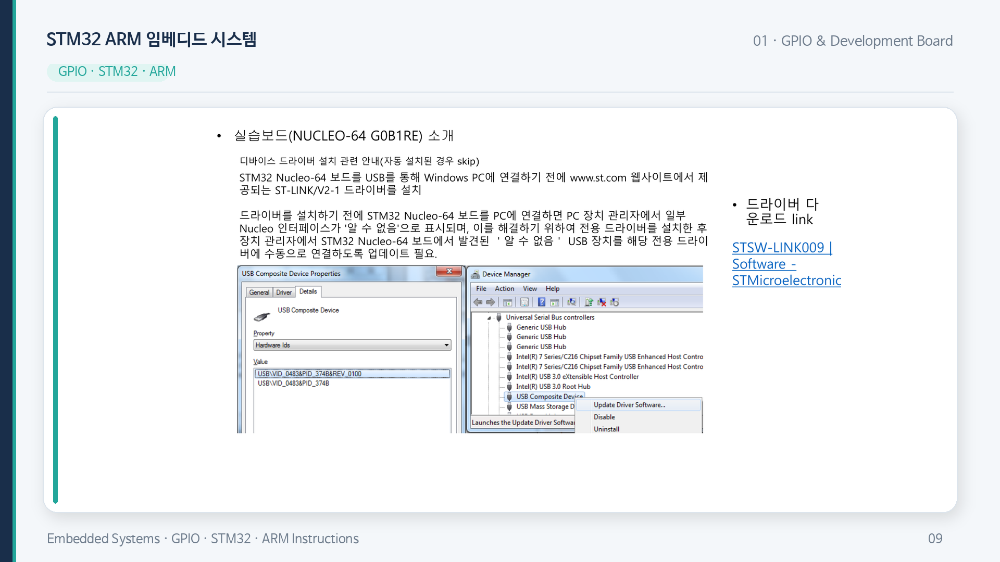 STM32 ARM 임베디드 시스템
01 · GPIO & Development Board
GPIO · STM32 · ARM
• 실습보드(NUCLEO-64 G0B1RE) 소개
디바이스 드라이버 설치 관련 안내(자동 설치된 경우 skip)
STM32 Nucleo-64 보드를 USB를 통해 Windows PC에 연결하기 전에 www.st.com 웹사이트에서 제
공되는 ST-LINK/V2-1 드라이버를 설치
드라이버를 설치하기 전에 STM32 Nucleo-64 보드를 PC에 연결하면 PC 장치 관리자에서 일부
Nucleo 인터페이스가 '알 수 없음'으로 표시되며, 이를 해결하기 위하여 전용 드라이버를 설치한 후
장치 관리자에서 STM32 Nucleo-64 보드에서 발견된 ' 알 수 없음 ' USB 장치를 해당 전용 드라이
버에 수동으로 연결하도록 업데이트 필요.
USB Composite Device Properties
General Driver Details
USB Composite Device
Property
Hardware Ids
Value
USB\VID_0483&PID_374B&REV_0100
USB\VID_0483&PID_374B
Device Manager
File Action View Help
Universal Serial Bus controllers
Generic USB Hub
Generic USB Hub
Generic USB Hub
Intel(R) 7 Series/C216 Chipset Family USB Enhanced Host Contro
Intel(R) 7 Series/C216 Chipset Family USB Enhanced Host Contro
Intel(R) USB 3.0 eXtensible Host Controller
Intel(R) USB 3.0 Root Hub
USB Composite Device
USB Mass Storage D
Launches the Update Driver Softwar
Update Driver Software...
Disable
Uninstall
• 드라이버 다
운로드 link
STSW-LINK009 |
Software -
STMicroelectronic
Embedded Systems · GPIO · STM32 · ARM Instructions
09